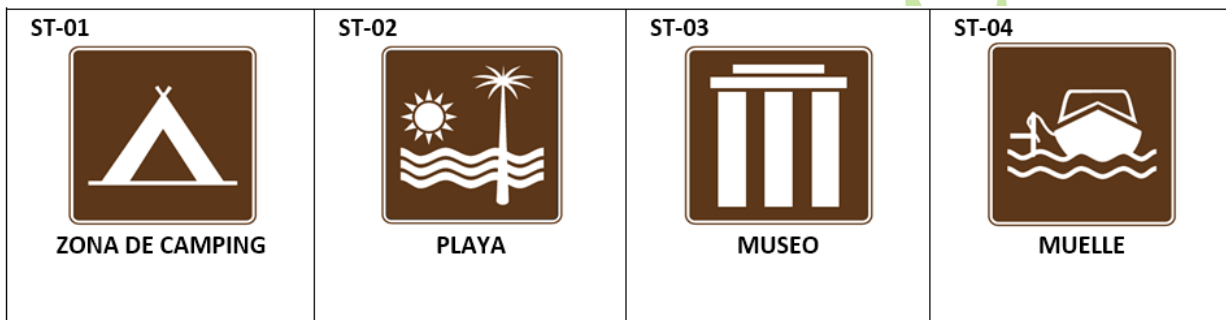 ST-01
ST-02
ST-03
ST-04
ZONA DE CAMPING
PLAYA
MUSEO
MUELLE